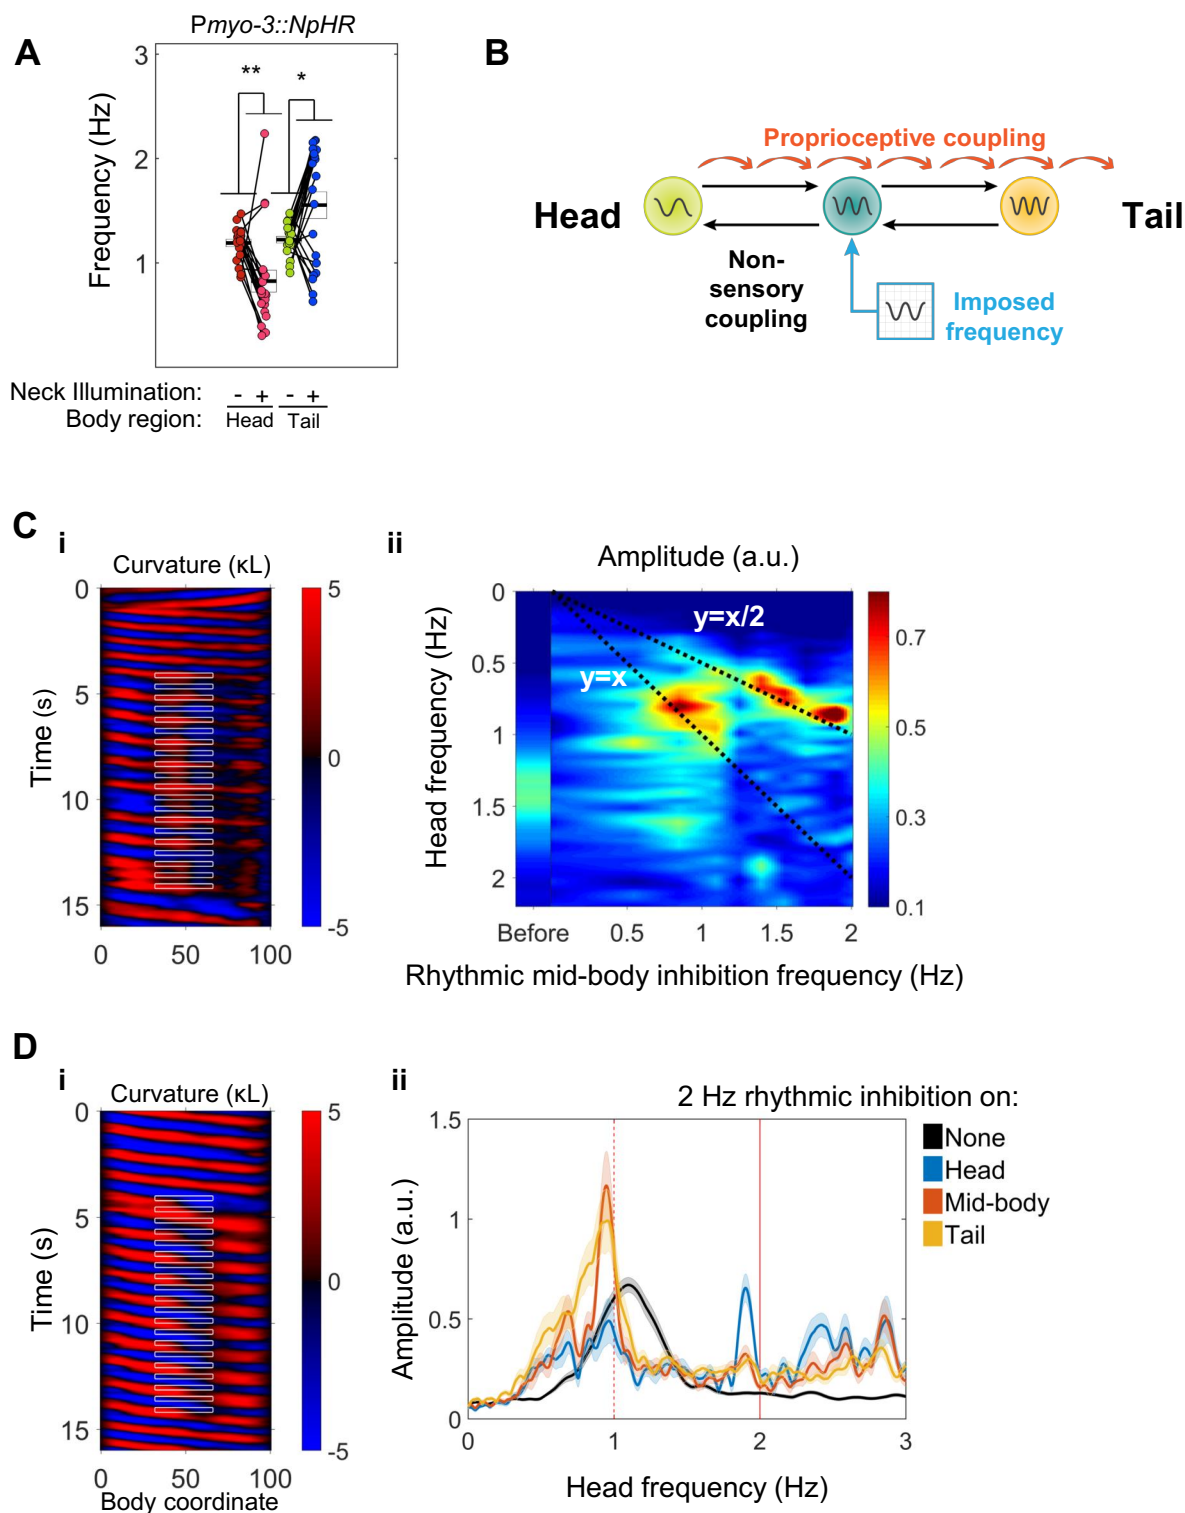 A
Pmyo-3::NpHR
Frequency (Hz)
3
2
1
**
*
Neck Illumination: - + - +
Body region: Head Tail
B
Proprioceptive coupling
Head
Tail
Non-
sensory
coupling
Imposed
frequency
C
i
Curvature (κL)
Time (s)
0
5
10
15
0 50 100
5
0
-5
ii
Amplitude (a.u.)
Head frequency (Hz)
0
0.5
1
1.5
2
y=x/2
y=x
Before 0.5 1 1.5 2
Rhythmic mid-body inhibition frequency (Hz)
0.7
0.5
0.3
0.1
D
i
Curvature (κL)
Time (s)
0
5
10
15
0 50 100
Body coordinate
5
0
-5
ii
2 Hz rhythmic inhibition on:
None
Head
Mid-body
Tail
Amplitude (a.u.)
1.5
1
0.5
0
0 1 2 3
Head frequency (Hz)